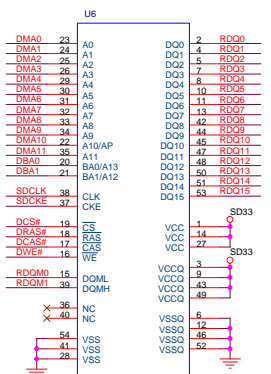 U6
DMA0 23 A0 DQ0 2 RDQ0
DMA1 24 A1 DQ1 4 RDQ1
DMA2 25 A2 DQ2 5 RDQ2
DMA3 26 A3 DQ3 7 RDQ3
DMA4 29 A4 DQ4 8 RDQ4
DMA5 30 A5 DQ5 10 RDQ5
DMA6 31 A6 DQ6 11 RDQ6
DMA7 32 A7 DQ7 13 RDQ7
DMA8 33 A8 DQ8 42 RDQ8
DMA9 34 A9 DQ9 44 RDQ9
DMA10 22 A10/AP DQ10 45 RDQ10
DMA11 35 A11 DQ11 47 RDQ11
DBA0 20 BA0/A13 DQ12 48 RDQ12
DBA1 21 BA1/A12 DQ13 50 RDQ13
DQ14 51 RDQ14
SDCLK 38 CLK DQ15 53 RDQ15
SDCKE 37 CKE
SD33
DCS# 19 CS VCC 1
DRAS# 18 RAS VCC 14
DCAS# 17 CAS VCC 27
DWE# 16 WE
SD33
RDQM0 15 DQML VCCQ 3
RDQM1 39 DQMH VCCQ 9
VCCQ 43
VCCQ 49
36 NC
40 NC VSSQ 6
VSSQ 12
54 VSS VSSQ 46
41 VSS VSSQ 52
28 VSS